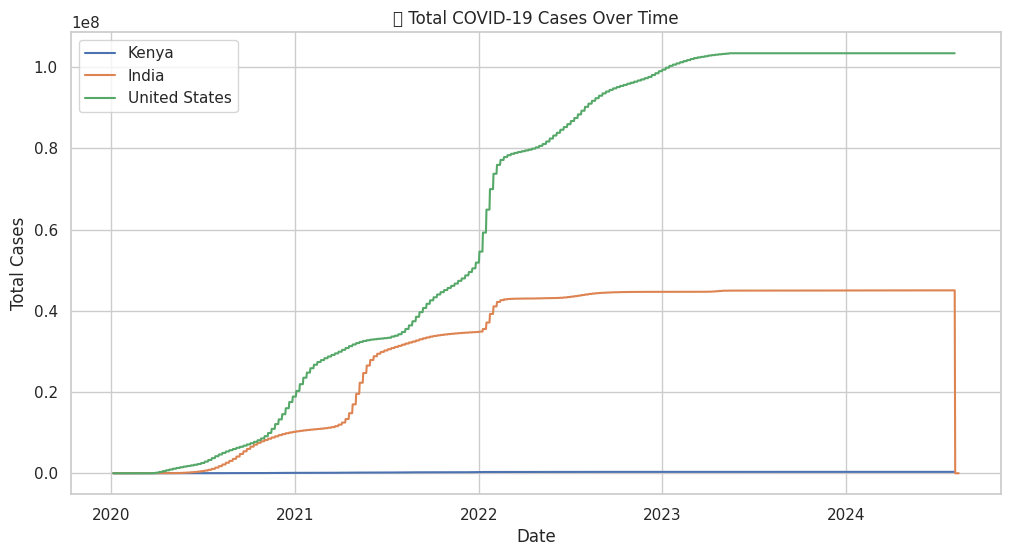 ▯ Total COVID-19 Cases Over Time
1e8
Kenya
India
United States
1.0
0.8
0.6
0.4
0.2
0.0
Total Cases
2020 2021 2022 2023 2024
Date